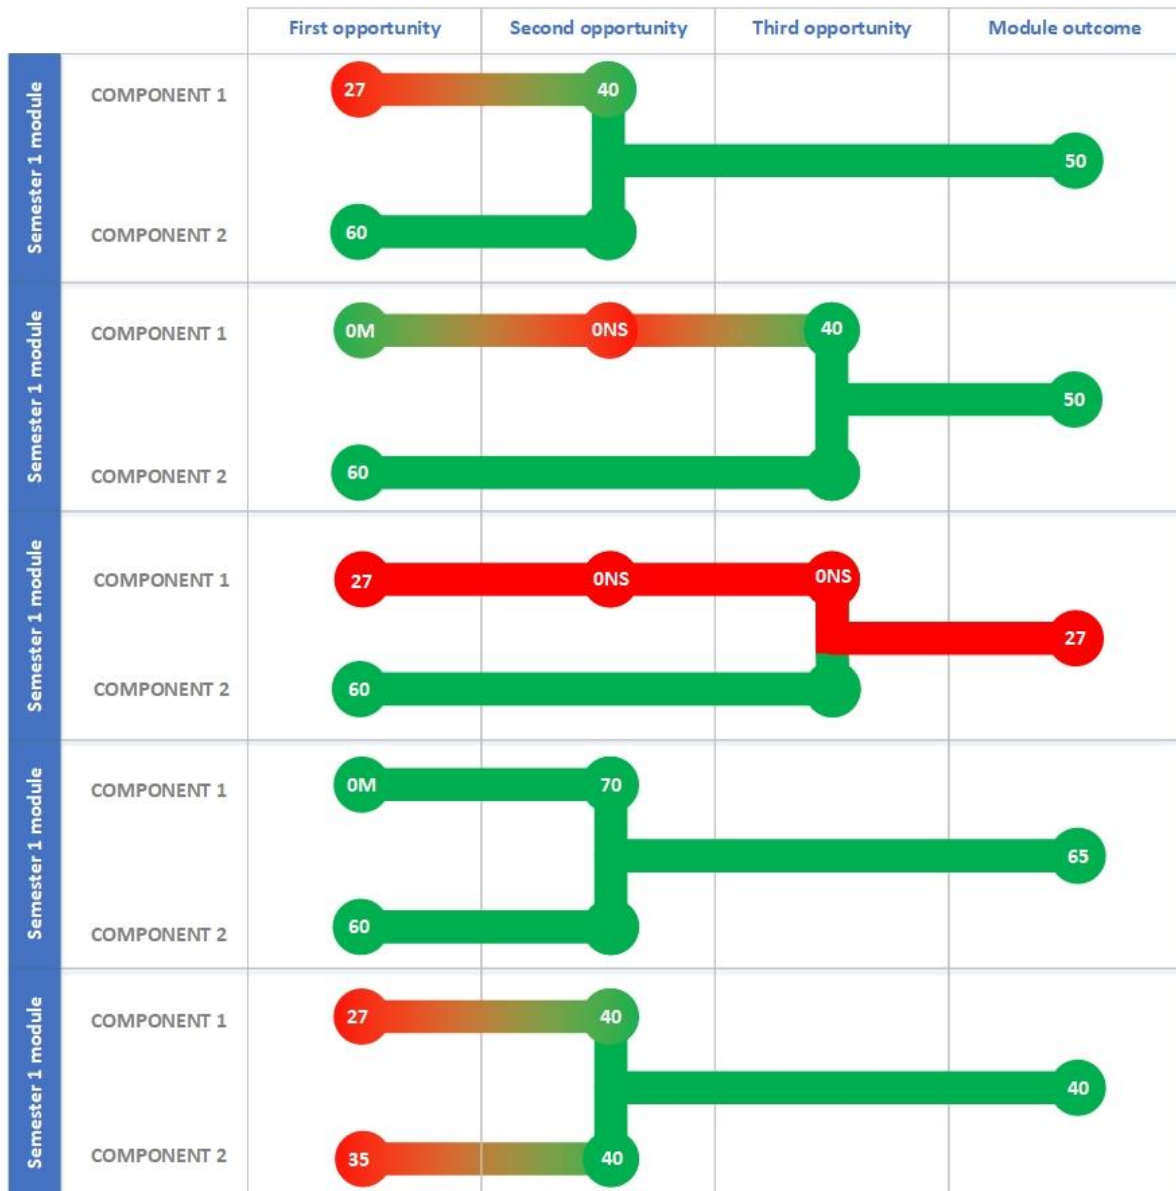 First opportunity Second opportunity Third opportunity Module outcome
Semester 1 module
COMPONENT 1 27 40
50
COMPONENT 2 60
Semester 1 module
COMPONENT 1 0M 0NS 40
50
COMPONENT 2 60
Semester 1 module
COMPONENT 1 27 0NS 0NS
27
COMPONENT 2 60
Semester 1 module
COMPONENT 1 0M 70
65
COMPONENT 2 60
Semester 1 module
COMPONENT 1 27 40
40
COMPONENT 2 35 40